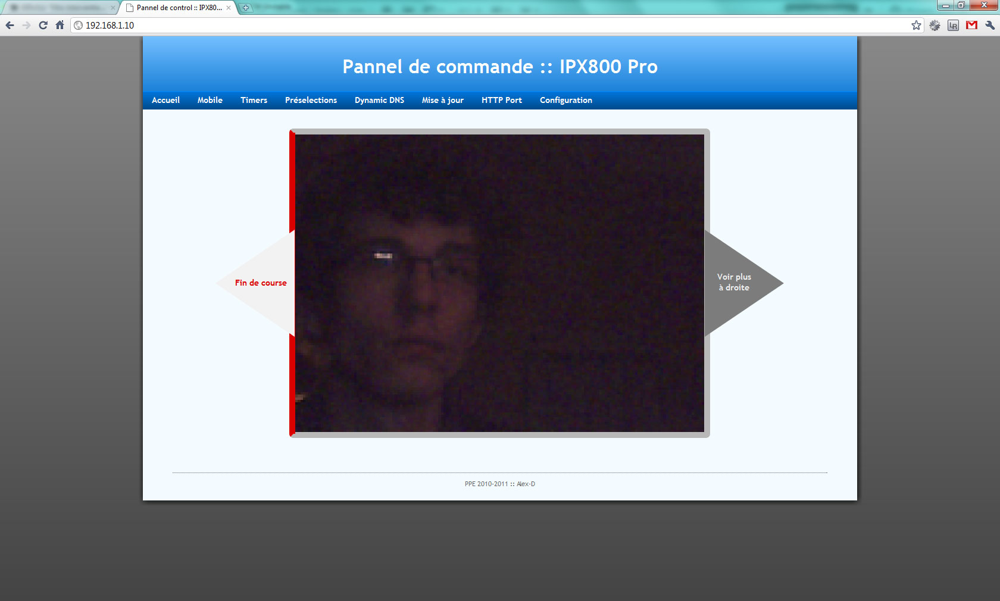 Pannel de control :: IPX80...
192.168.1.10
Pannel de commande :: IPX800 Pro
Accueil Mobile Timers Préselections Dynamic DNS Mise à jour HTTP Port Configuration
Fin de course
Voir plus
à droite
PPE 2010-2011 :: Alex-D